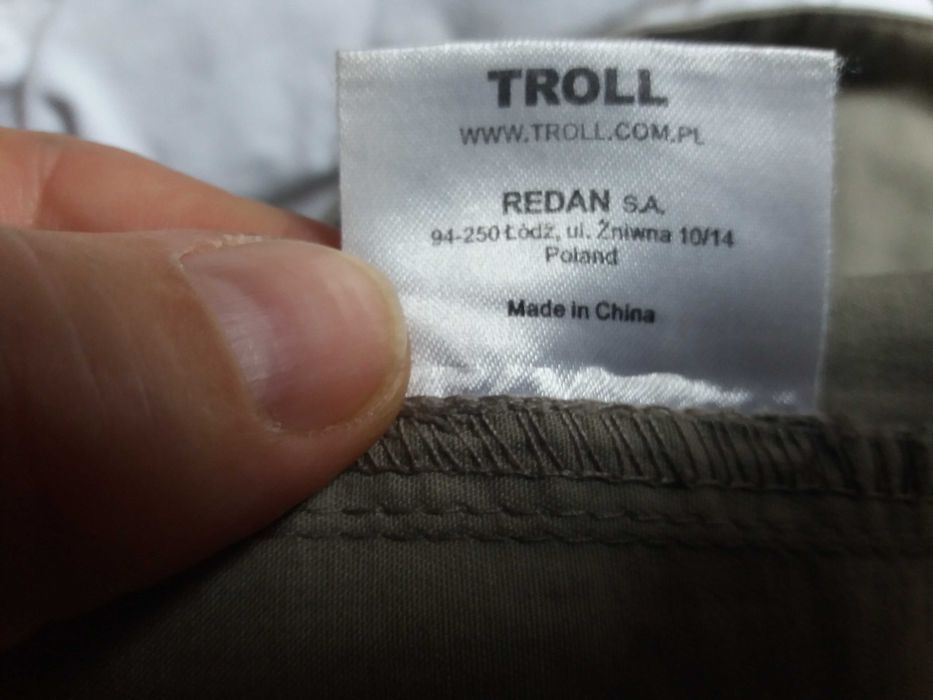 TROLL
WWW.TROLL.COM.PL
REDAN S.A.
94-250 Łódź, ul. Żniwna 10/14
Poland
Made in China